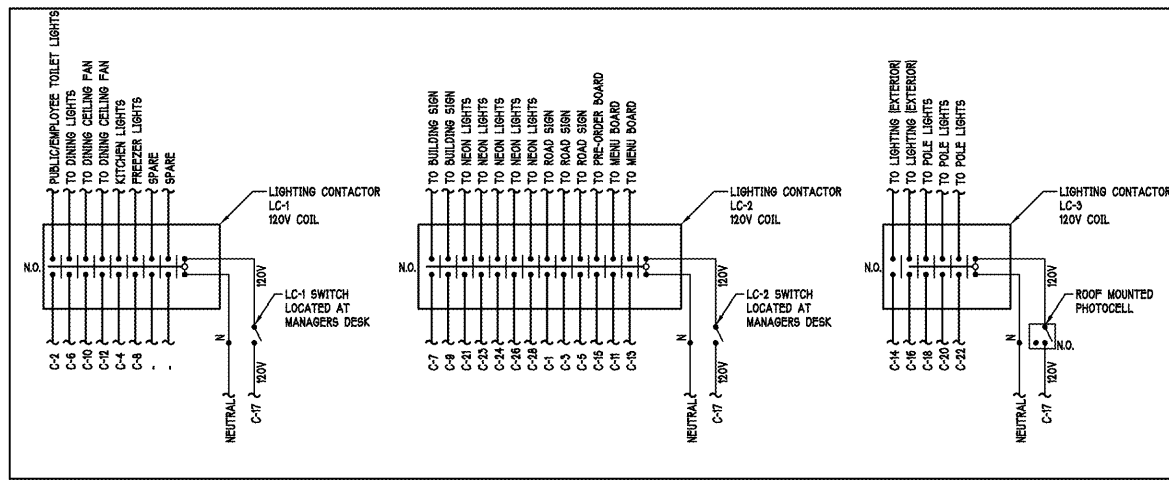 PUBLIC/EMPLOYEE TOILET LIGHTS
TO DINING LIGHTS
TO DINING CEILING FAN
TO DINING CEILING FAN
KITCHEN LIGHTS
FREEZER LIGHTS
SPARE
SPARE
LIGHTING CONTACTOR
LC-1
120V COIL
N.O.
120V
LC-1 SWITCH
LOCATED AT
MANAGERS DESK
N
120V
C-2
C-6
C-10
C-12
C-4
C-8
NEUTRAL
C-17
TO BUILDING SIGN
TO BUILDING SIGN
TO NEON LIGHTS
TO NEON LIGHTS
TO NEON LIGHTS
TO NEON LIGHTS
TO NEON LIGHTS
TO ROAD SIGN
TO ROAD SIGN
TO ROAD SIGN
TO PRE-ORDER BOARD
TO MENU BOARD
TO MENU BOARD
LIGHTING CONTACTOR
LC-2
120V COIL
N.O.
120V
LC-2 SWITCH
LOCATED AT
MANAGERS DESK
N
120V
C-7
C-9
C-21
C-23
C-24
C-26
C-28
C-1
C-3
C-5
C-15
C-11
C-13
NEUTRAL
C-17
TO LIGHTING (EXTERIOR)
TO LIGHTING (EXTERIOR)
TO POLE LIGHTS
TO POLE LIGHTS
TO POLE LIGHTS
LIGHTING CONTACTOR
LC-3
120V COIL
N.O.
120V
ROOF MOUNTED
PHOTOCELL
N.O.
N
120V
C-14
C-16
C-18
C-20
C-22
NEUTRAL
C-17